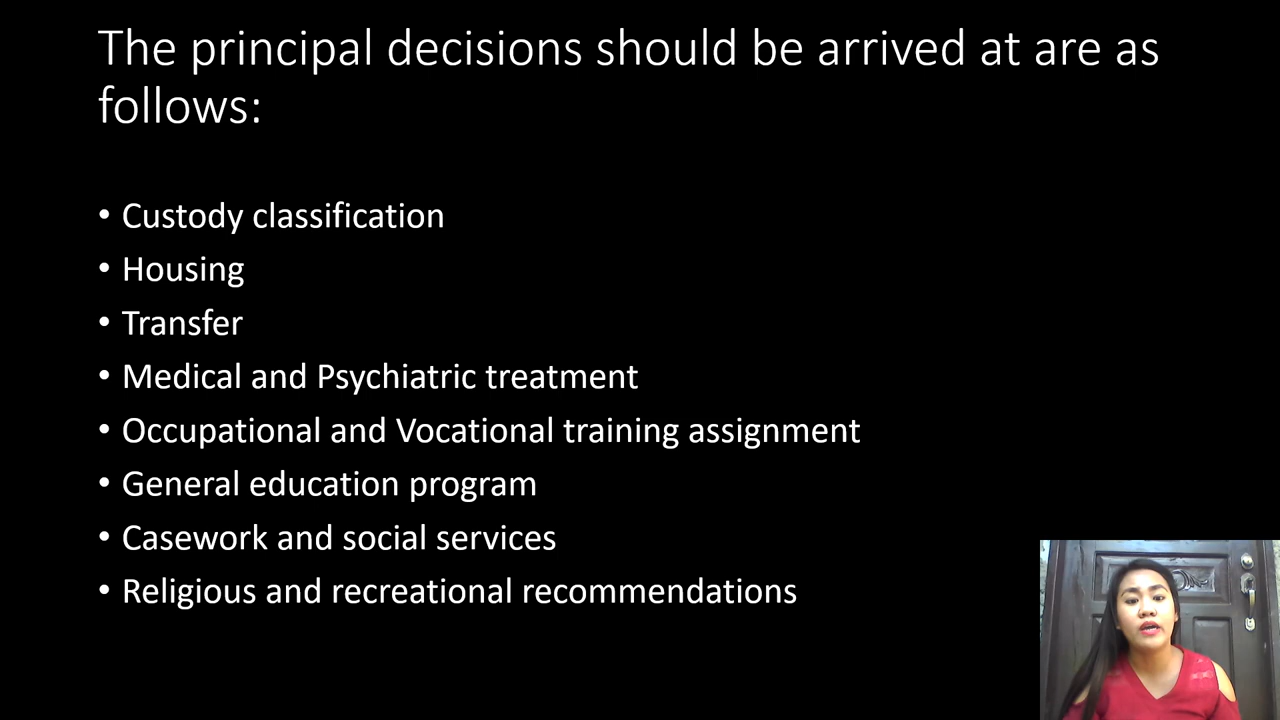 The principal decisions should be arrived at are as
follows:
• Custody classification
• Housing
• Transfer
• Medical and Psychiatric treatment
• Occupational and Vocational training assignment
• General education program
• Casework and social services
• Religious and recreational recommendations